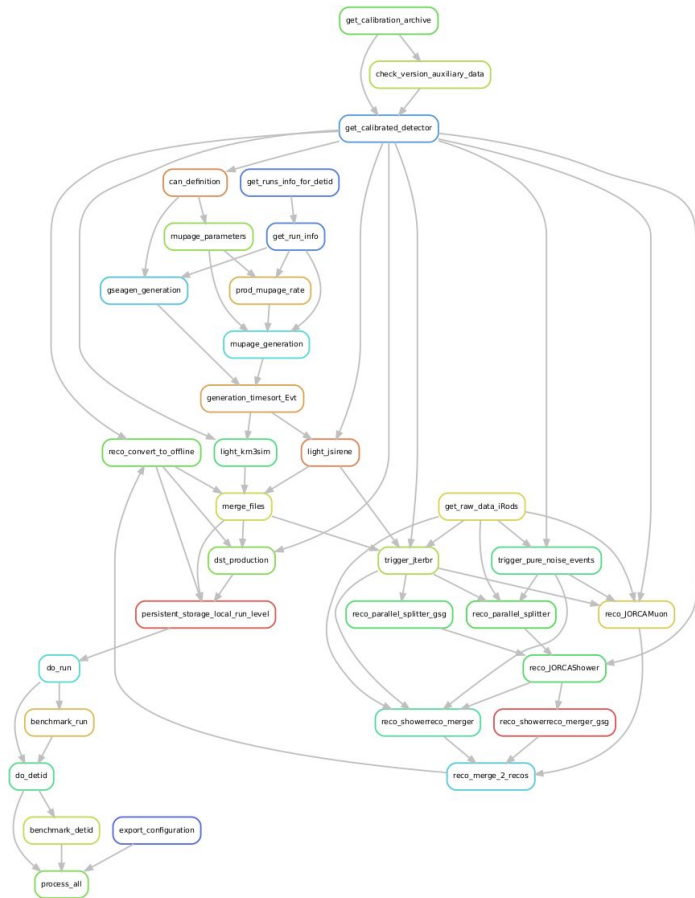 get_calibration_archive
check_version_auxiliary_data
get_calibrated_detector
can_definition
get_runs_info_for_detid
mupage_parameters
get_run_info
gseagen_generation
prod_mupage_rate
mupage_generation
generation_timesort_Evt
reco_convert_to_offline
light_km3sim
light_jsirene
merge_files
get_raw_data_iRods
dst_production
trigger_jterbr
trigger_pure_noise_events
persistent_storage_local_run_level
reco_parallel_splitter_gsg
reco_parallel_splitter
reco_JORCAMuon
do_run
reco_JORCAShower
benchmark_run
reco_showerreco_merger
reco_showerreco_merger_gsg
do_detid
reco_merge_2_recos
benchmark_detid
export_configuration
process_all